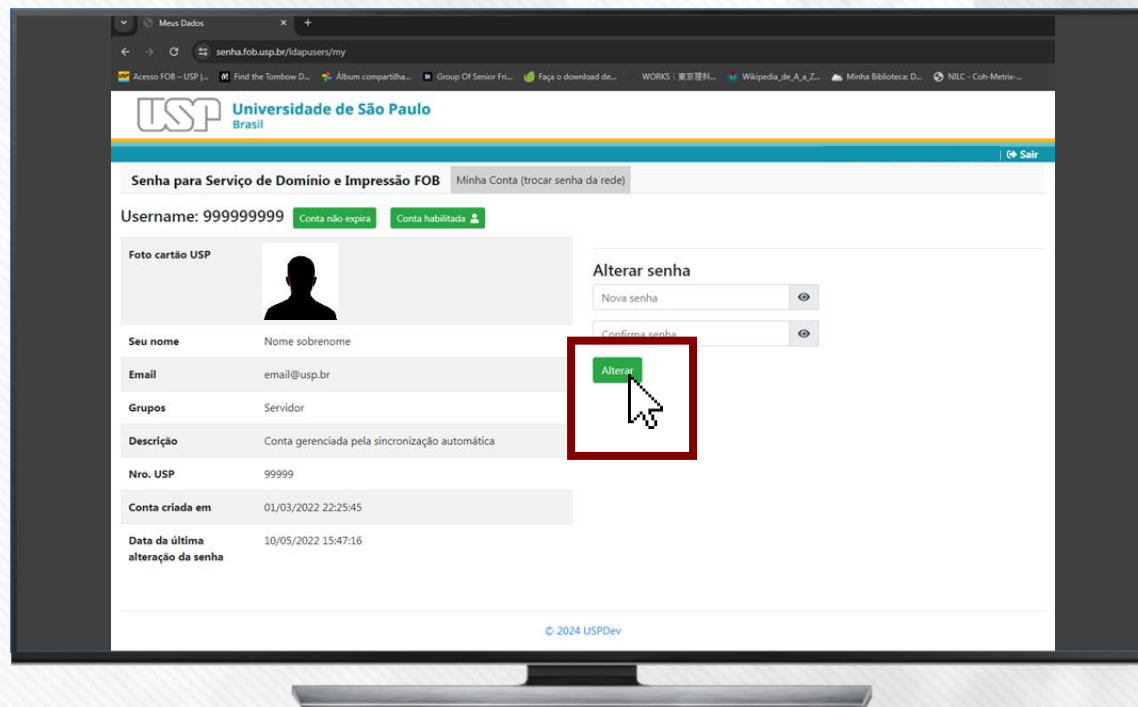 Meus Dados
senha.fob.usp.br/ldapusers/my
Acesso FOB – USP |... Find the Tombow D... Álbum compartilha... Group Of Senior Fri... Faça o download de... WORKS | 東京理科... Wikipedia_de_A_a_Z... Minha Biblioteca: D... NILC - Coh-Metrix-...
USP Universidade de São Paulo
Brasil
| Sair
Senha para Serviço de Domínio e Impressão FOB Minha Conta (trocar senha da rede)
Username: 999999999 Conta não expira Conta habilitada
Foto cartão USP
Seu nome Nome sobrenome
Email email@usp.br
Grupos Servidor
Descrição Conta gerenciada pela sincronização automática
Nro. USP 99999
Conta criada em 01/03/2022 22:25:45
Data da última 10/05/2022 15:47:16
alteração da senha
Alterar senha
Nova senha
Confirma senha
Alterar
© 2024 USPDev